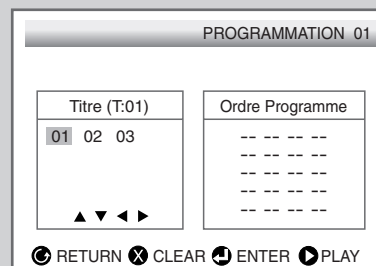 PROGRAMMATION 01
Titre (T:01)
01 02 03
Ordre Programme
-- -- -- --
-- -- -- --
-- -- -- --
-- -- -- --
-- -- -- --
RETURN X CLEAR ENTER PLAY